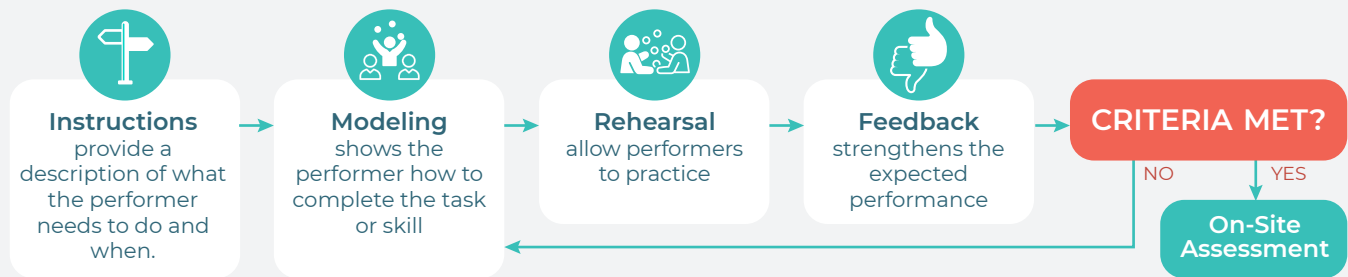 Instructions
provide a
description of what
the performer
needs to do and
when.
Modeling
shows the
performer how to
complete the task
or skill
Rehearsal
allow performers
to practice
Feedback
strengthens the
expected
performance
CRITERIA MET?
NO
YES
On-Site
Assessment